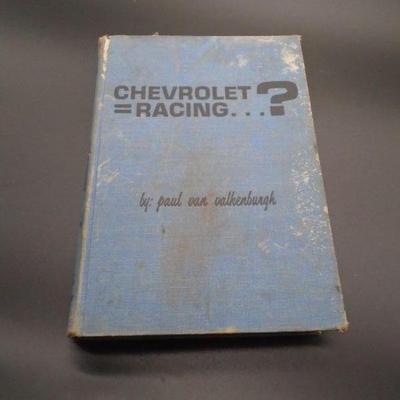 CHEVROLET
= RACING...?
by: paul van valkenburgh